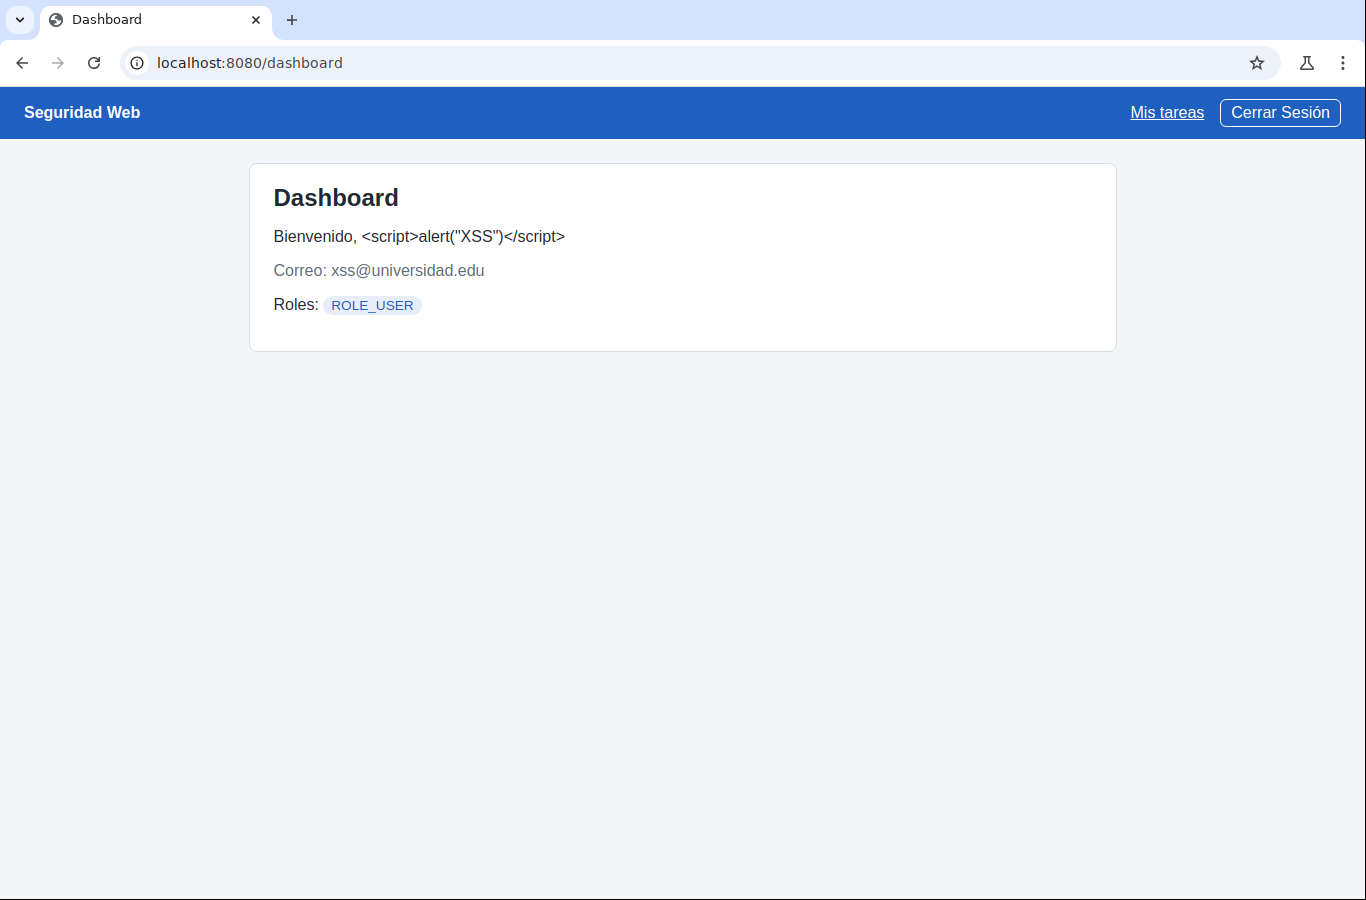 Dashboard
localhost:8080/dashboard
Seguridad Web
Mis tareas
Cerrar Sesión
Dashboard
Bienvenido, <script>alert("XSS")</script>
Correo: xss@universidad.edu
Roles: ROLE_USER